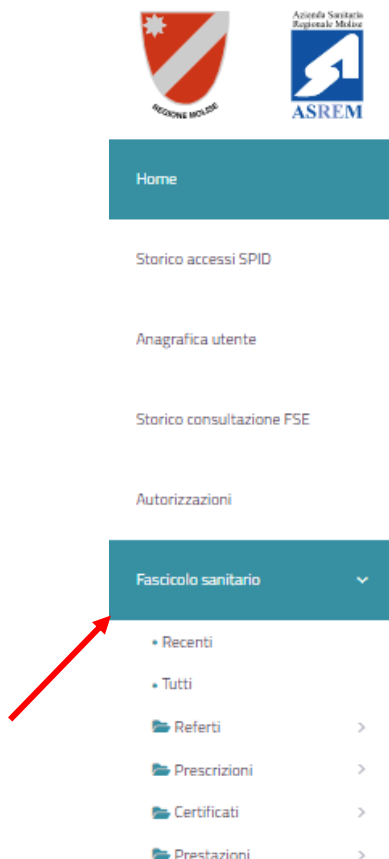 Azienda Sanitaria
Regionale Molise
REGIONE MOLISE
ASREM
Home
Storico accessi SPID
Anagrafica utente
Storico consultazione FSE
Autorizzazioni
Fascicolo sanitario
• Recenti
• Tutti
Referti
Prescrizioni
Certificati
Prestazioni